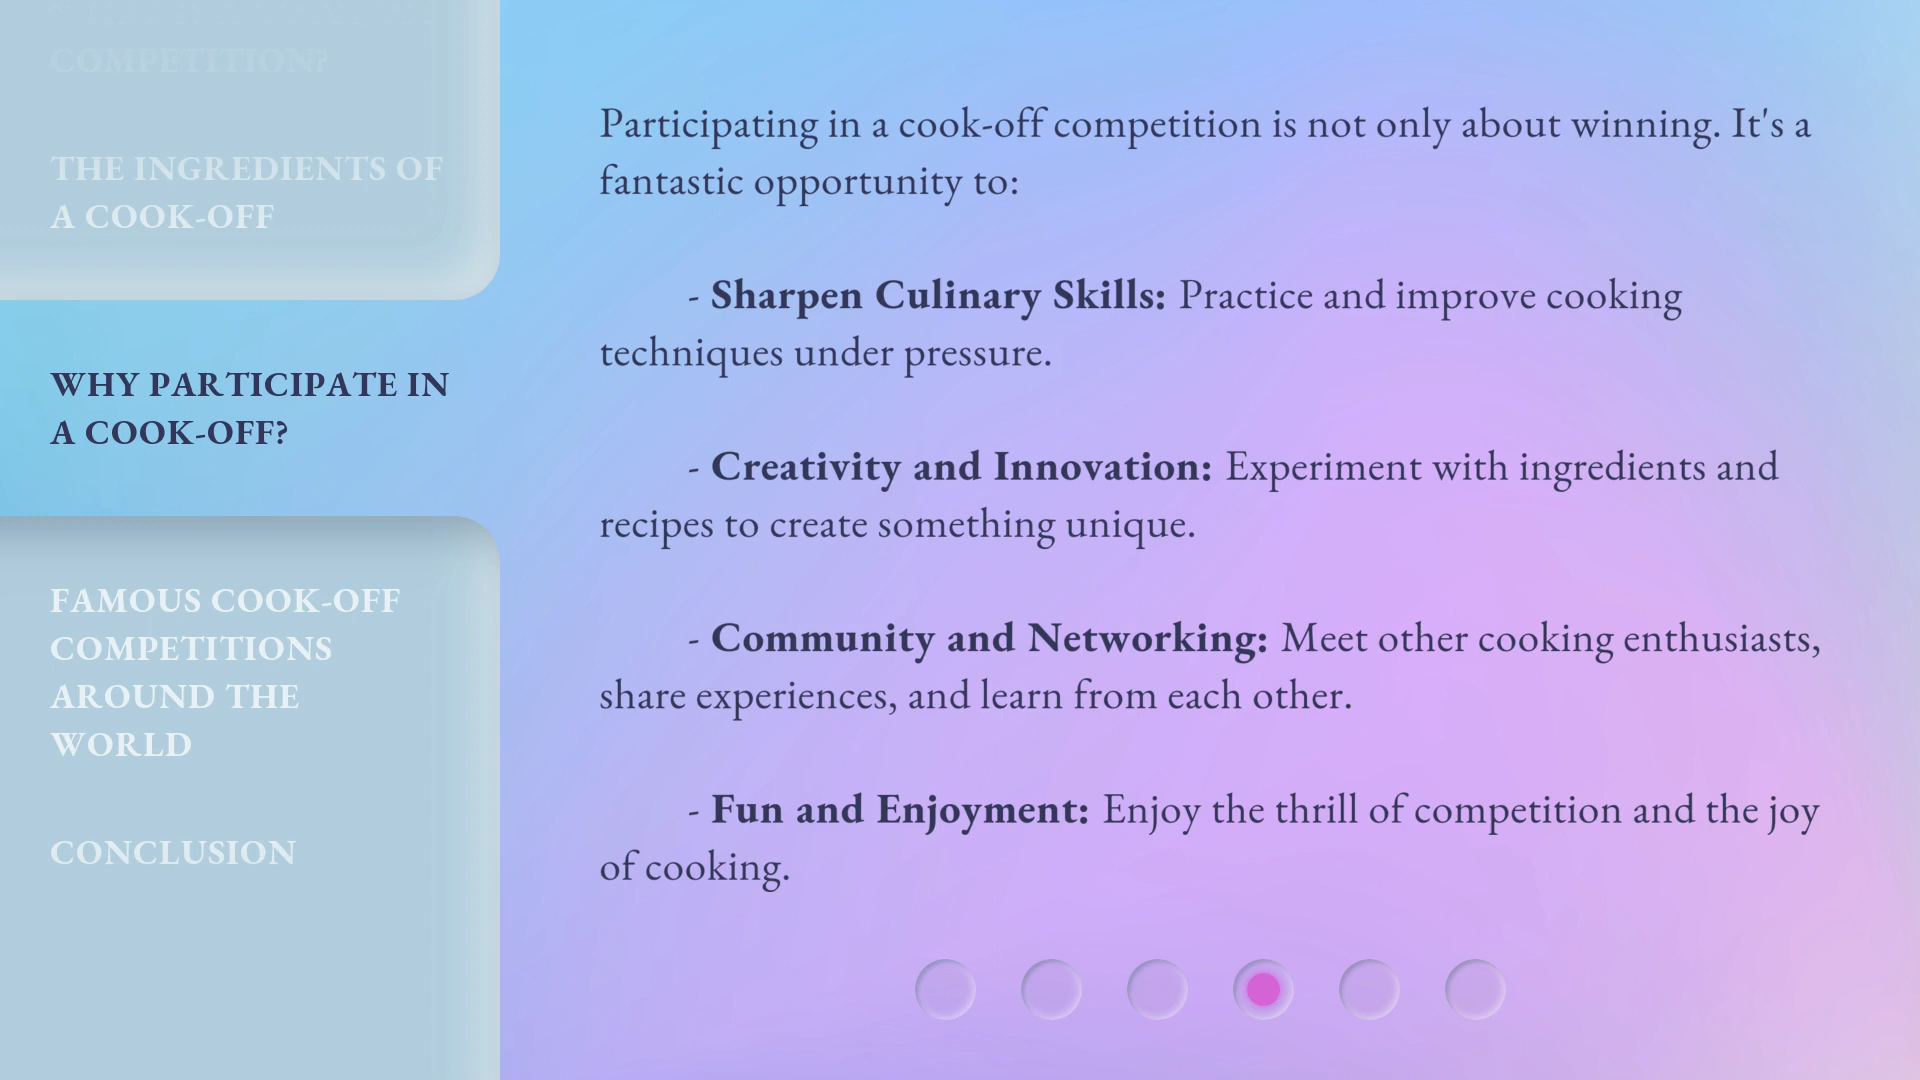 COMPETITION?
THE INGREDIENTS OF
A COOK-OFF
WHY PARTICIPATE IN
A COOK-OFF?
FAMOUS COOK-OFF
COMPETITIONS
AROUND THE
WORLD
CONCLUSION
Participating in a cook-off competition is not only about winning. It's a
fantastic opportunity to:
- Sharpen Culinary Skills: Practice and improve cooking
techniques under pressure.
- Creativity and Innovation: Experiment with ingredients and
recipes to create something unique.
- Community and Networking: Meet other cooking enthusiasts,
share experiences, and learn from each other.
- Fun and Enjoyment: Enjoy the thrill of competition and the joy
of cooking.